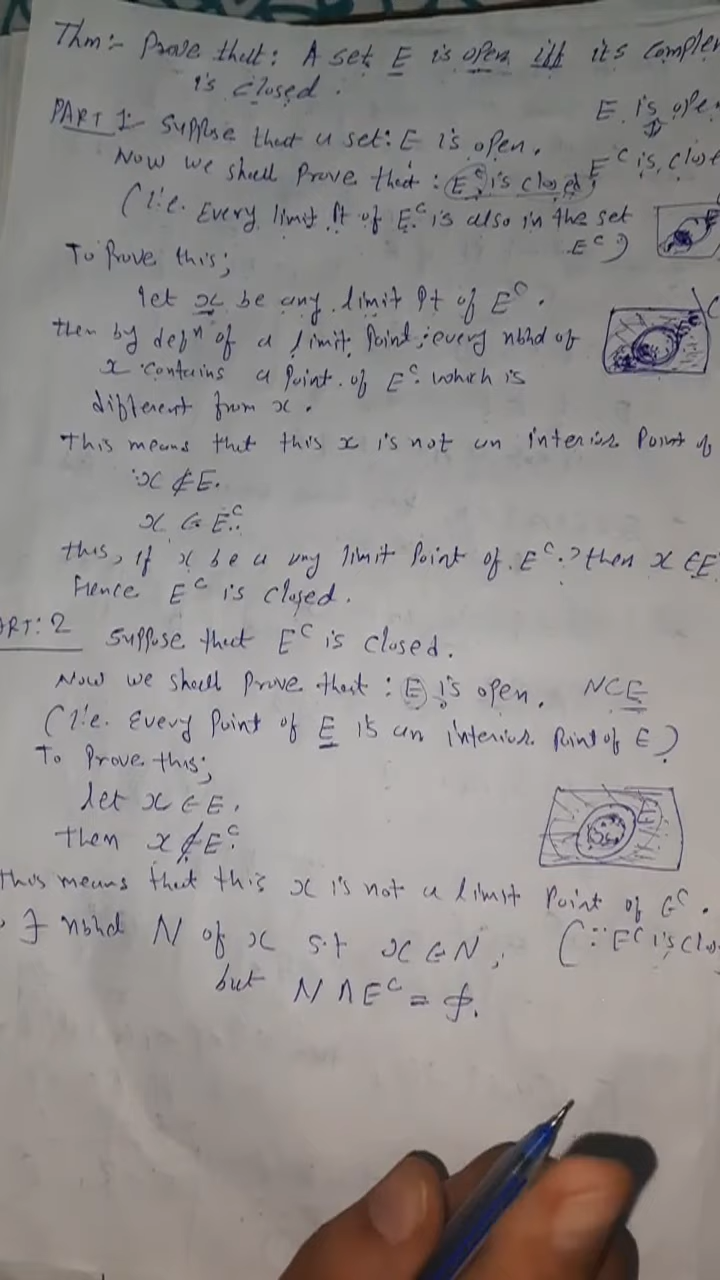 Thm:- Prove that: A set E is open iff its Complem
is closed.
E is open
⇕
E^c is close
PART 1:- Suppose that a set: E is open.
Now we shall Prove that: E^c is closed;
(i.e. Every limit Pt of E^c is also in the set
E^c)
To Prove this;
let x be any limit Pt of E^c.
then by def^n of a limit Point, every nbhd of
x contains a Point of E^c which is
different from x.
This means that this x is not an interior Point of
x ∉ E.
x ∈ E^c.
this, if x be a any limit Point of E^c, then x ∈ E
Hence E^c is closed.
ART: 2 Suppose that E^c is closed.
Now we shall Prove that: E is open. N⊂E
(i.e. Every Point of E is an interior Point of E)
To Prove this;
let x ∈ E,
then x ∉ E^c
this means that this x is not a limit Point of E^c.
∃ nbhd N of x s.t x ∈ N, (∵ E^c is clo
but N ∩ E^c = φ.